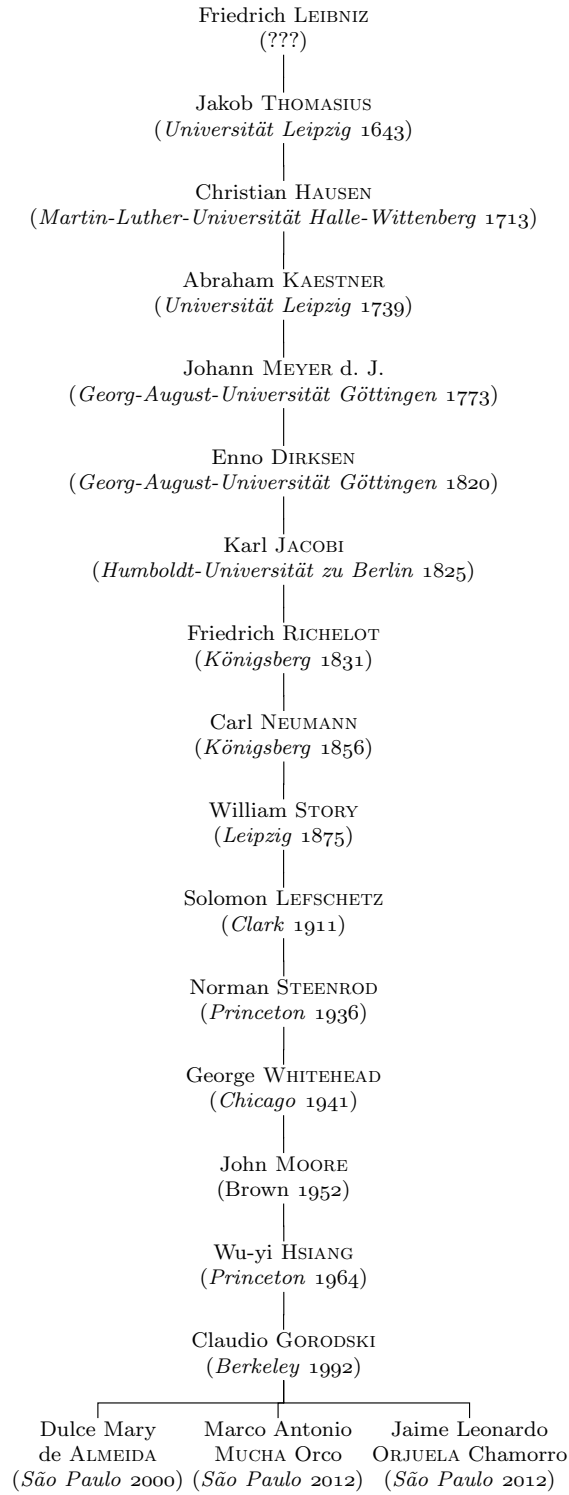 Friedrich LEIBNIZ
(???)
Jakob THOMASIUS
(Universität Leipzig 1643)
Christian HAUSEN
(Martin-Luther-Universität Halle-Wittenberg 1713)
Abraham KAESTNER
(Universität Leipzig 1739)
Johann MEYER d. J.
(Georg-August-Universität Göttingen 1773)
Enno DIRKSEN
(Georg-August-Universität Göttingen 1820)
Karl JACOBI
(Humboldt-Universität zu Berlin 1825)
Friedrich RICHELOT
(Königsberg 1831)
Carl NEUMANN
(Königsberg 1856)
William STORY
(Leipzig 1875)
Solomon LEFSCHETZ
(Clark 1911)
Norman STEENROD
(Princeton 1936)
George WHITEHEAD
(Chicago 1941)
John MOORE
(Brown 1952)
Wu-yi HSIANG
(Princeton 1964)
Claudio GORODSKI
(Berkeley 1992)
Dulce Mary
de ALMEIDA
(São Paulo 2000)
Marco Antonio
MUCHA Orco
(São Paulo 2012)
Jaime Leonardo
ORJUELA Chamorro
(São Paulo 2012)